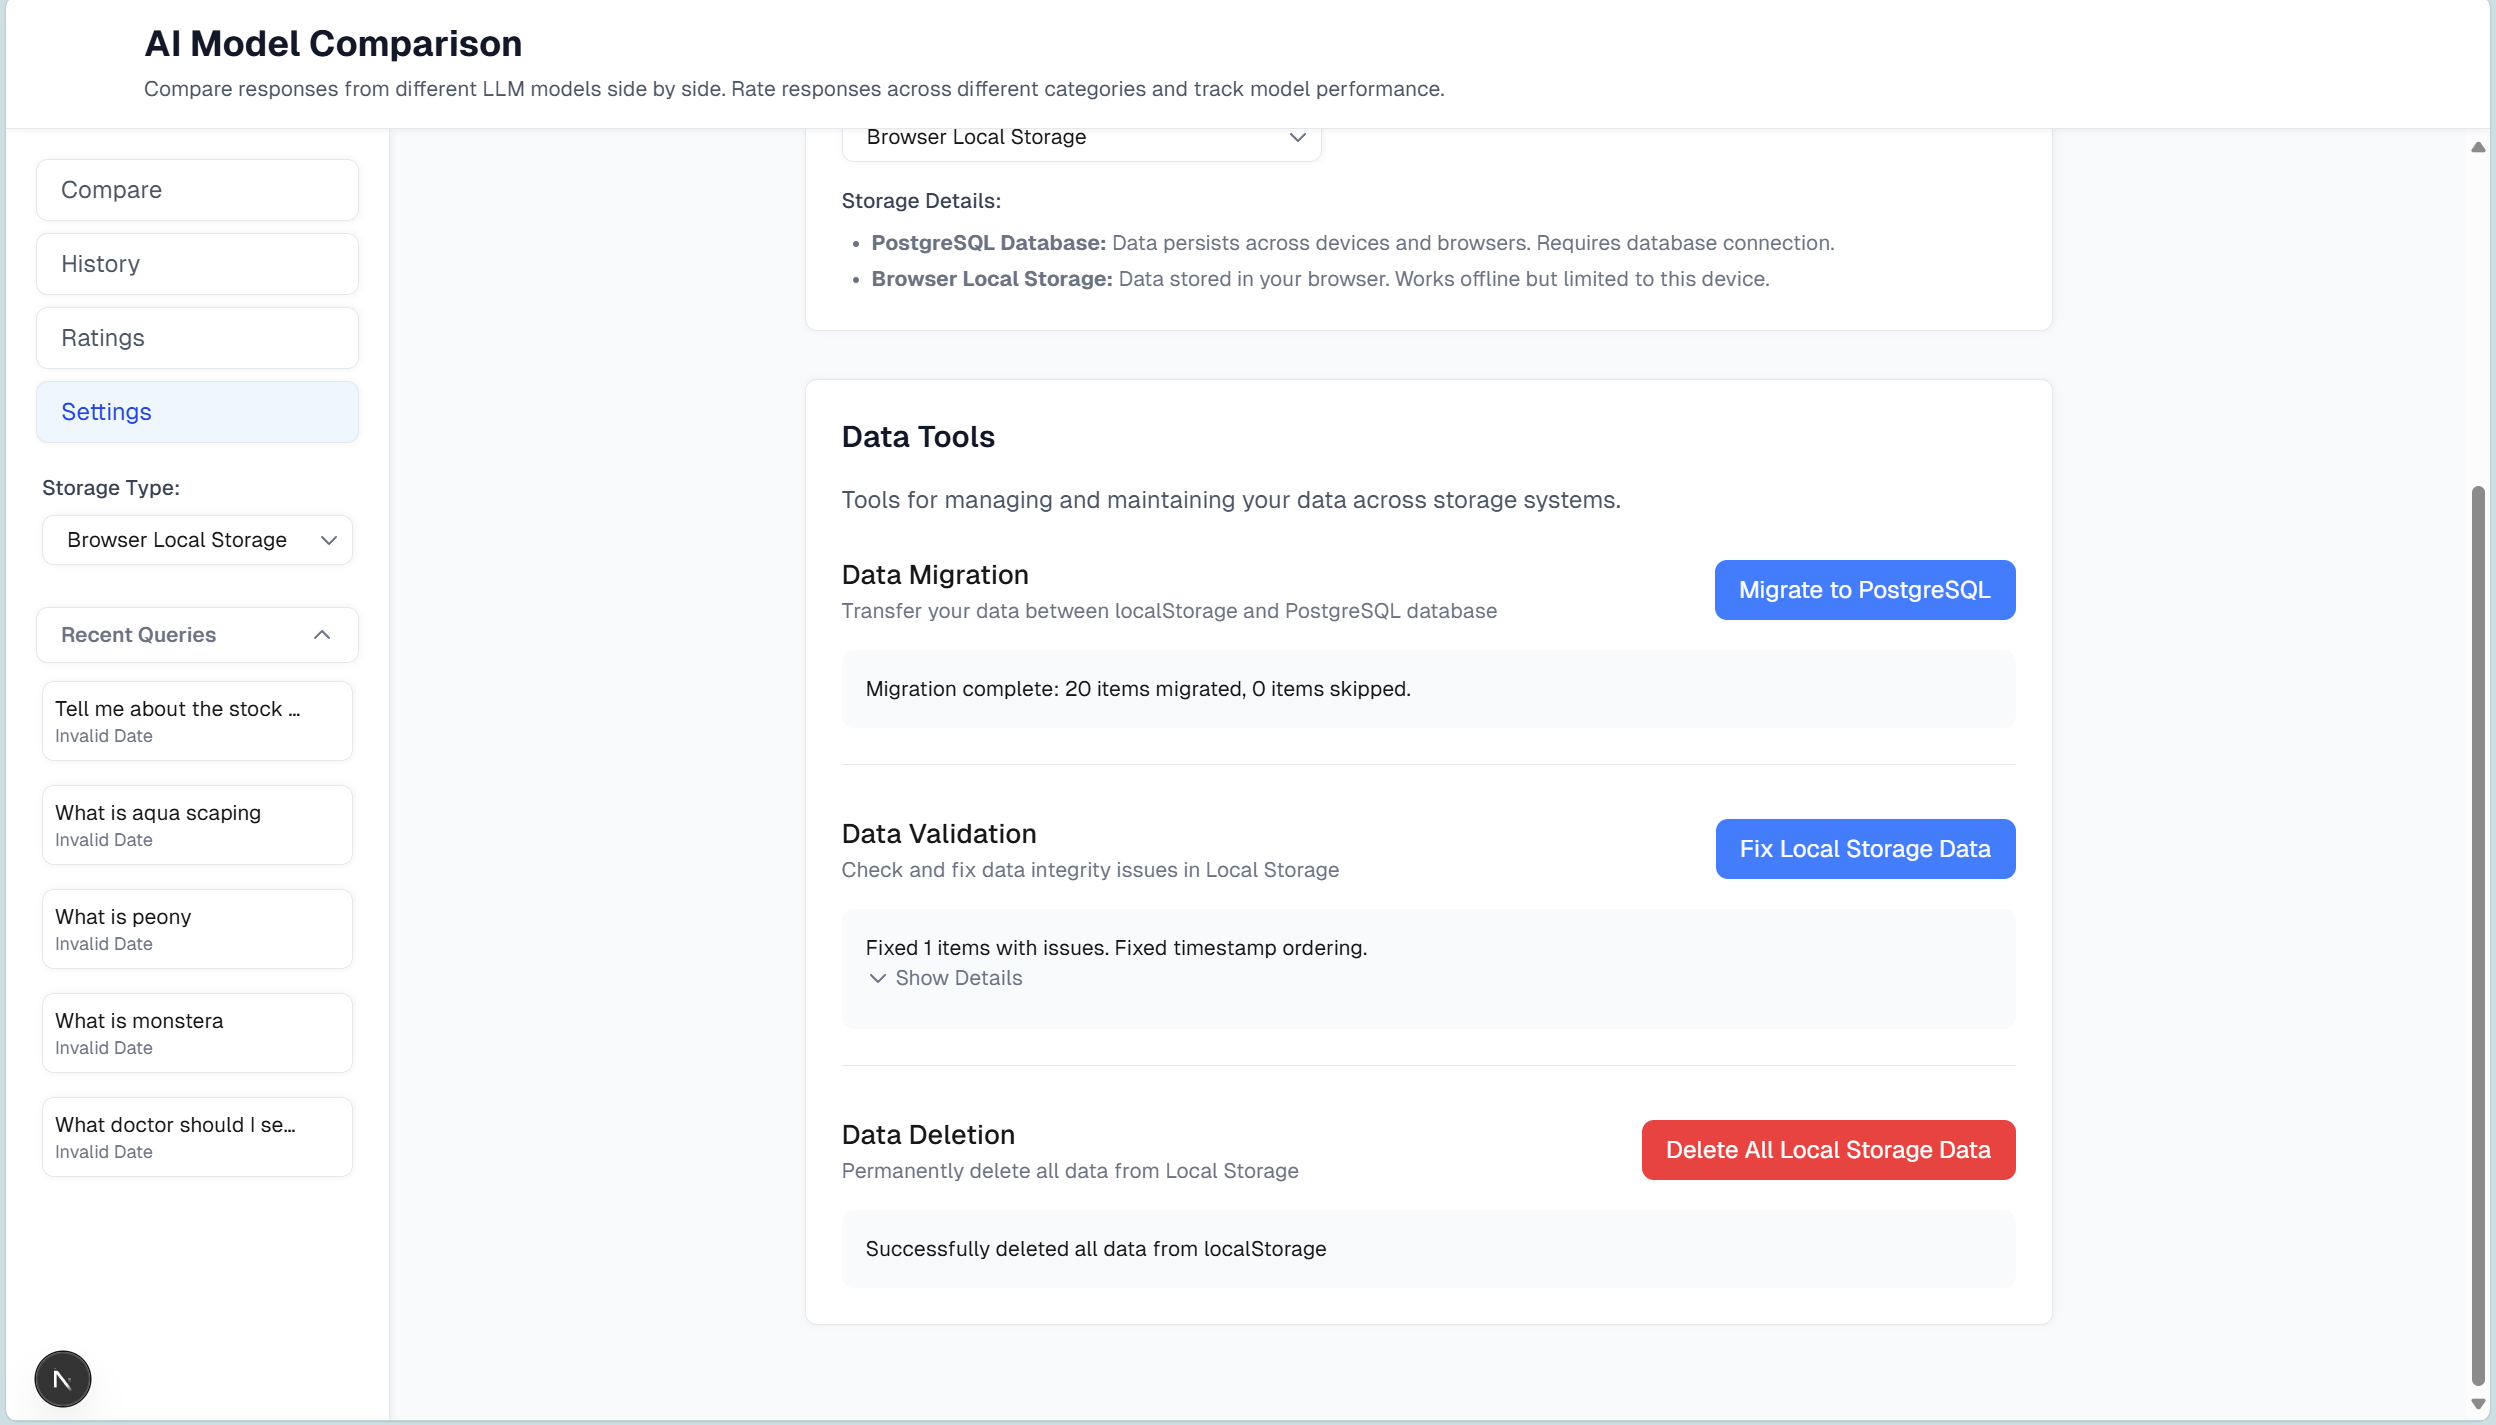 AI Model Comparison
Compare responses from different LLM models side by side. Rate responses across different categories and track model performance.
Compare
History
Ratings
Settings
Storage Type:
Browser Local Storage
Recent Queries
Tell me about the stock ...
Invalid Date
What is aqua scaping
Invalid Date
What is peony
Invalid Date
What is monstera
Invalid Date
What doctor should I se...
Invalid Date
N
Browser Local Storage
Storage Details:
• PostgreSQL Database: Data persists across devices and browsers. Requires database connection.
• Browser Local Storage: Data stored in your browser. Works offline but limited to this device.
Data Tools
Tools for managing and maintaining your data across storage systems.
Data Migration
Transfer your data between localStorage and PostgreSQL database
Migrate to PostgreSQL
Migration complete: 20 items migrated, 0 items skipped.
Data Validation
Check and fix data integrity issues in Local Storage
Fix Local Storage Data
Fixed 1 items with issues. Fixed timestamp ordering.
Show Details
Data Deletion
Permanently delete all data from Local Storage
Delete All Local Storage Data
Successfully deleted all data from localStorage